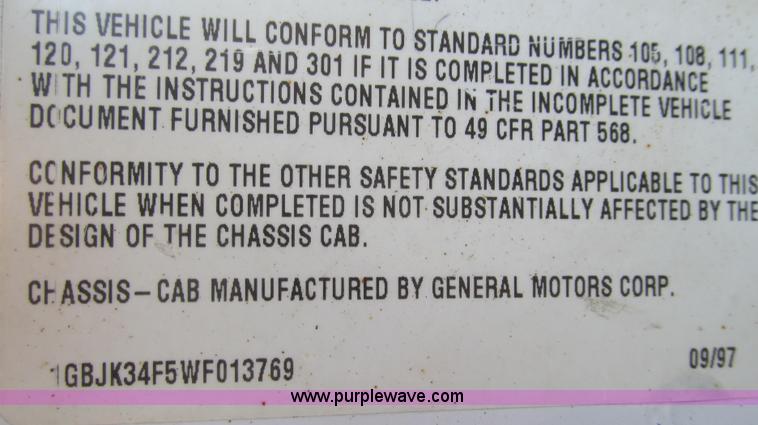 THIS VEHICLE WILL CONFORM TO STANDARD NUMBERS 105, 108, 111,
120, 121, 212, 219 AND 301 IF IT IS COMPLETED IN ACCORDANCE
WITH THE INSTRUCTIONS CONTAINED IN THE INCOMPLETE VEHICLE
DOCUMENT FURNISHED PURSUANT TO 49 CFR PART 568.
CONFORMITY TO THE OTHER SAFETY STANDARDS APPLICABLE TO THIS
VEHICLE WHEN COMPLETED IS NOT SUBSTANTIALLY AFFECTED BY THE
DESIGN OF THE CHASSIS CAB.
CHASSIS-CAB MANUFACTURED BY GENERAL MOTORS CORP.
1GBJK34F5WF013769 09/97
www.purplewave.com